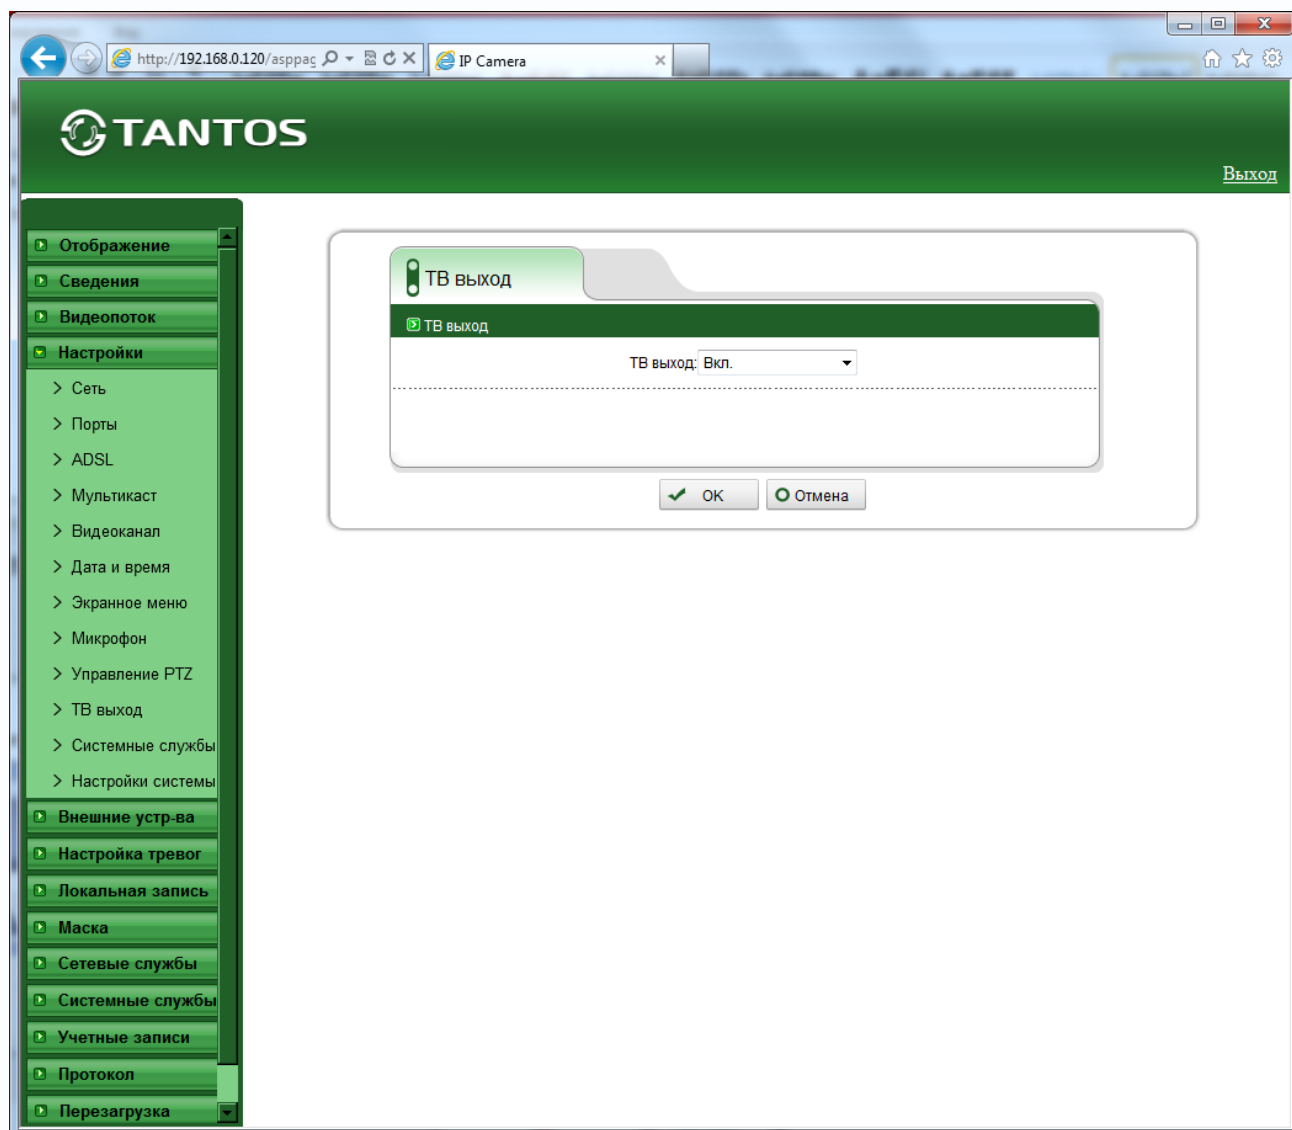 http://192.168.0.120/asppag
IP Camera
TANTOS
Выход
Отображение
Сведения
Видеопоток
Настройки
Сеть
Порты
ADSL
Мультикаст
Видеоканал
Дата и время
Экранное меню
Микрофон
Управление PTZ
ТВ выход
Системные службы
Настройки системы
Внешние устр-ва
Настройка тревог
Локальная запись
Маска
Сетевые службы
Системные службы
Учетные записи
Протокол
Перезагрузка
ТВ выход
ТВ выход
ТВ выход: Вкл.
OK
Отмена